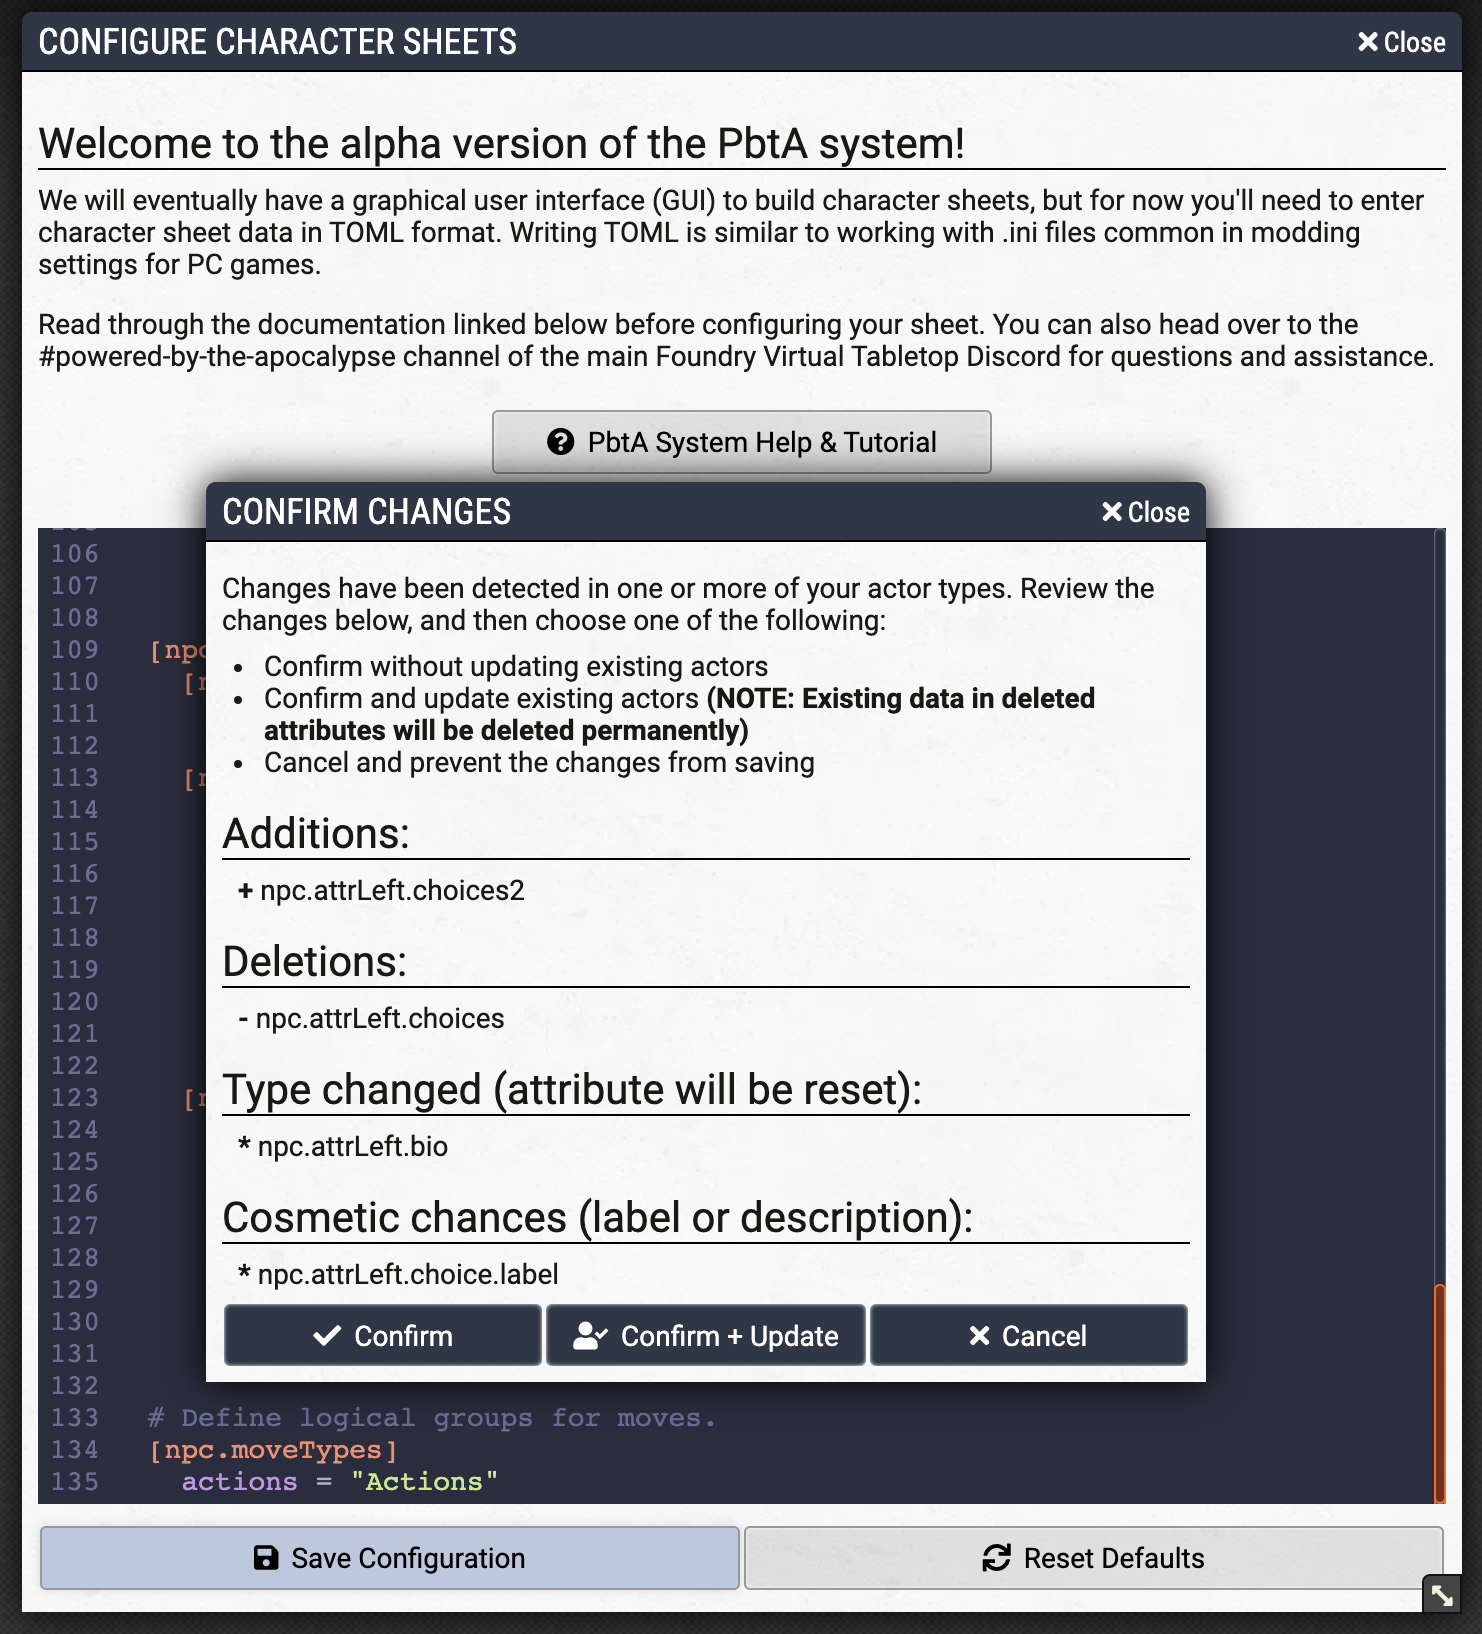 CONFIGURE CHARACTER SHEETS
Close
Welcome to the alpha version of the PbtA system!
We will eventually have a graphical user interface (GUI) to build character sheets, but for now you'll need to enter
character sheet data in TOML format. Writing TOML is similar to working with .ini files common in modding
settings for PC games.
Read through the documentation linked below before configuring your sheet. You can also head over to the
#powered-by-the-apocalypse channel of the main Foundry Virtual Tabletop Discord for questions and assistance.
PbtA System Help & Tutorial
CONFIRM CHANGES
Close
Changes have been detected in one or more of your actor types. Review the
changes below, and then choose one of the following:
• Confirm without updating existing actors
• Confirm and update existing actors (NOTE: Existing data in deleted
attributes will be deleted permanently)
• Cancel and prevent the changes from saving
Additions:
+ npc.attrLeft.choices2
Deletions:
- npc.attrLeft.choices
Type changed (attribute will be reset):
* npc.attrLeft.bio
Cosmetic chances (label or description):
* npc.attrLeft.choice.label
Confirm
Confirm + Update
Cancel
106
107
108
109 [npc
110 [n
111
112
113 [n
114
115
116
117
118
119
120
121
122
123 [n
124
125
126
127
128
129
130
131
132
133 # Define logical groups for moves.
134 [npc.moveTypes]
135 actions = "Actions"
Save Configuration
Reset Defaults